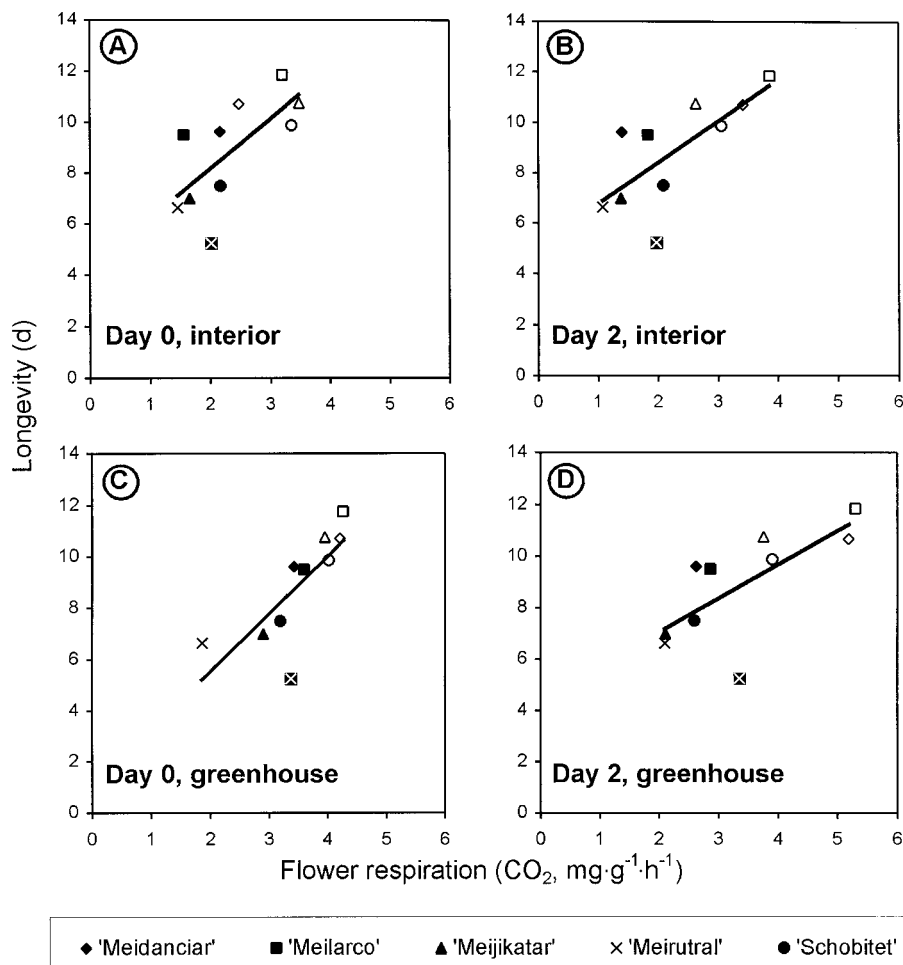 A
14
12
10
8
6
4
2
0
Day 0, interior
0 1 2 3 4 5 6
B
14
12
10
8
6
4
2
0
Day 2, interior
0 1 2 3 4 5 6
Longevity (d)
C
14
12
10
8
6
4
2
0
Day 0, greenhouse
0 1 2 3 4 5 6
D
14
12
10
8
6
4
2
0
Day 2, greenhouse
0 1 2 3 4 5 6
Flower respiration (CO₂, mg·g⁻¹·h⁻¹)
'Meidanciar' 'Meilarco' 'Meijikatar' 'Meirutral' 'Schobitet'